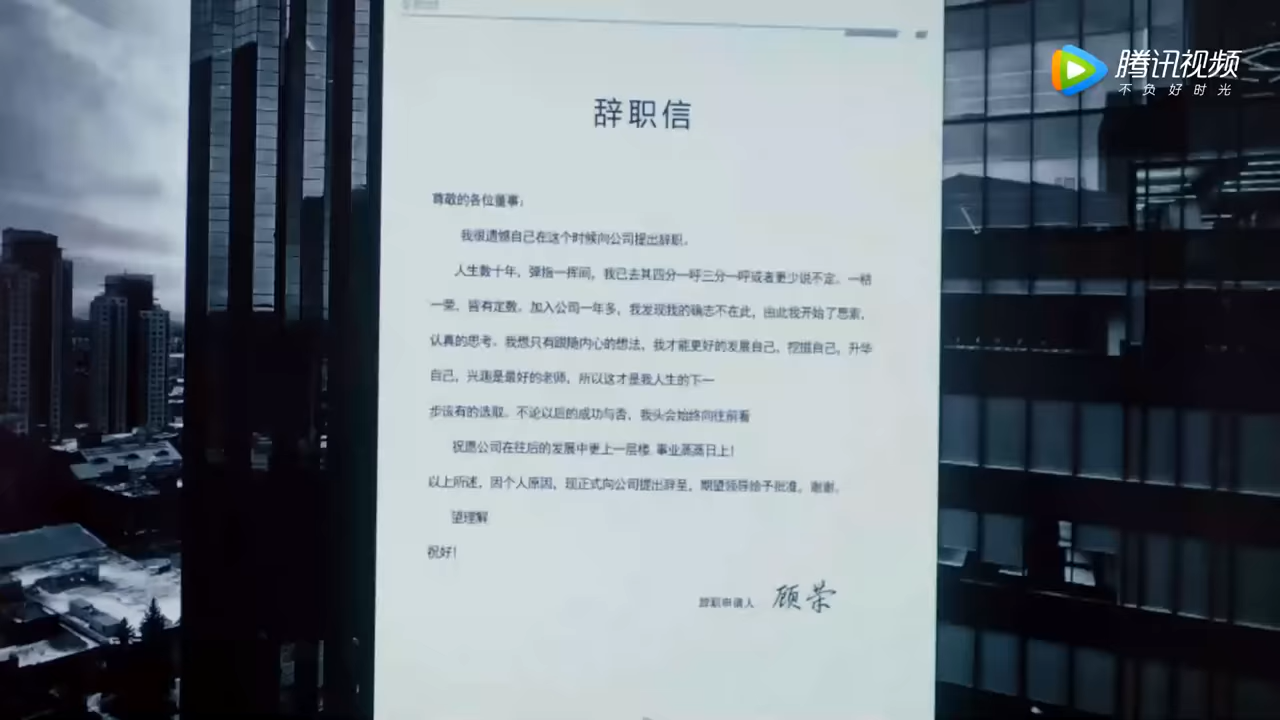 腾讯视频
不负好时光
辞职信
尊敬的各位董事:
我很遗憾自己在这个时候向公司提出辞职。
人生数十年，弹指一挥间，我已去其四分一呼三分一呼或者更少说不定。一枯
一荣，皆有定数。加入公司一年多，我发现我的确志不在此，由此我开始了思索，
认真的思考。我想只有跟随内心的想法，我才能更好的发展自己，挖掘自己，升华
自己，兴趣是最好的老师，所以这才是我人生的下一
步该有的选取。不论以后的成功与否，我头会始终向往前看
祝愿公司在往后的发展中更上一层楼,事业蒸蒸日上!
以上所述，因个人原因，现正式向公司提出辞呈，期望领导给予批准，谢谢。
望理解
祝好!
辞职申请人 顾荣